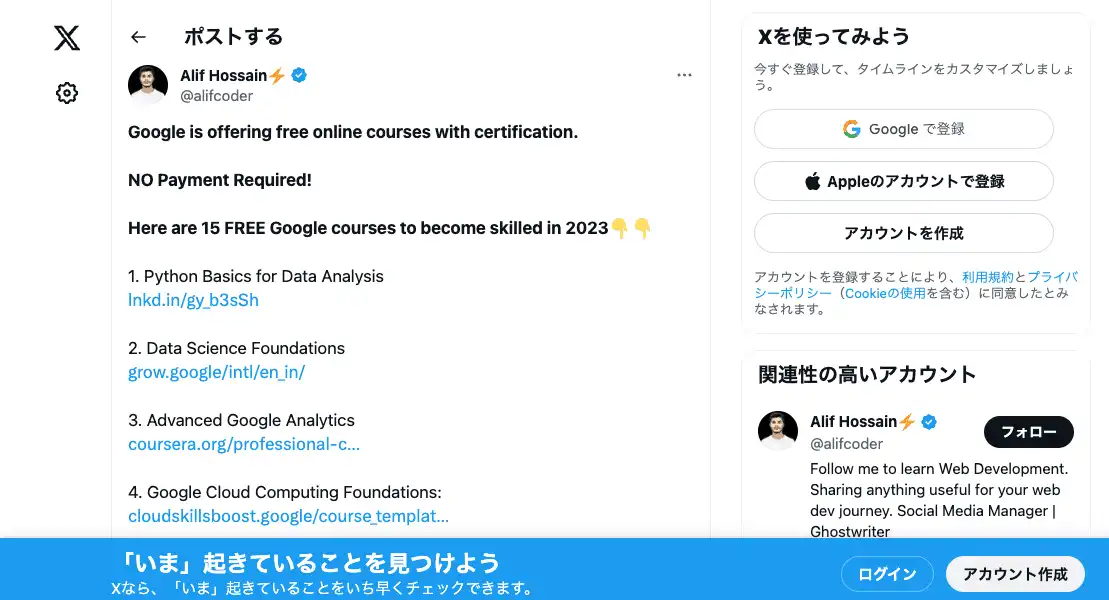 ポストする
Alif Hossain⚡
@alifcoder
Google is offering free online courses with certification.
NO Payment Required!
Here are 15 FREE Google courses to become skilled in 2023👇👇
1. Python Basics for Data Analysis
lnkd.in/gy_b3sSh
2. Data Science Foundations
grow.google/intl/en_in/
3. Advanced Google Analytics
coursera.org/professional-c…
4. Google Cloud Computing Foundations:
cloudskillsboost.google/course_templat…
Xを使ってみよう
今すぐ登録して、タイムラインをカスタマイズしましょ
う。
Google で登録
Appleのアカウントで登録
アカウントを作成
アカウントを登録することにより、利用規約とプライバ
シーポリシー（Cookieの使用を含む）に同意したとみ
なされます。
関連性の高いアカウント
Alif Hossain⚡
@alifcoder
フォロー
Follow me to learn Web Development.
Sharing anything useful for your web
dev journey. Social Media Manager |
Ghostwriter
「いま」起きていることを見つけよう
Xなら、「いま」起きていることをいち早くチェックできます。
ログイン
アカウント作成